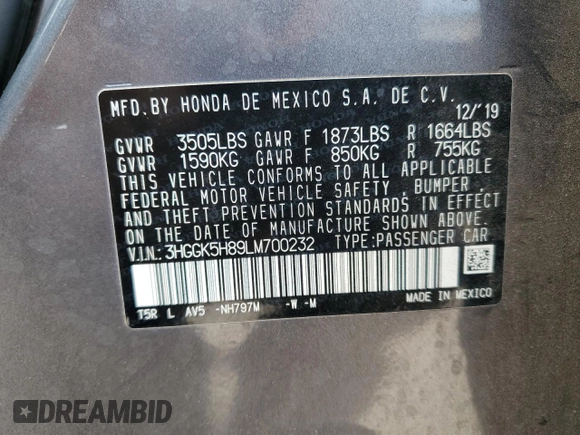 MFD. BY HONDA DE MEXICO S.A. DE C.V.
12/'19
GVWR 3505LBS GAWR F 1873LBS R 1664LBS
GVWR 1590KG GAWR F 850KG R 755KG
THIS VEHICLE CONFORMS TO ALL APPLICABLE
FEDERAL MOTOR VEHICLE SAFETY, BUMPER,
AND THEFT PREVENTION STANDARDS IN EFFECT
ON THE DATE OF MANUFACTURE SHOWN ABOVE.
V.I.N.: 3HGGK5H89LM700232 TYPE:PASSENGER CAR
T5R L AV5 -NH797M -W -M
MADE IN MEXICO
DREAMBID